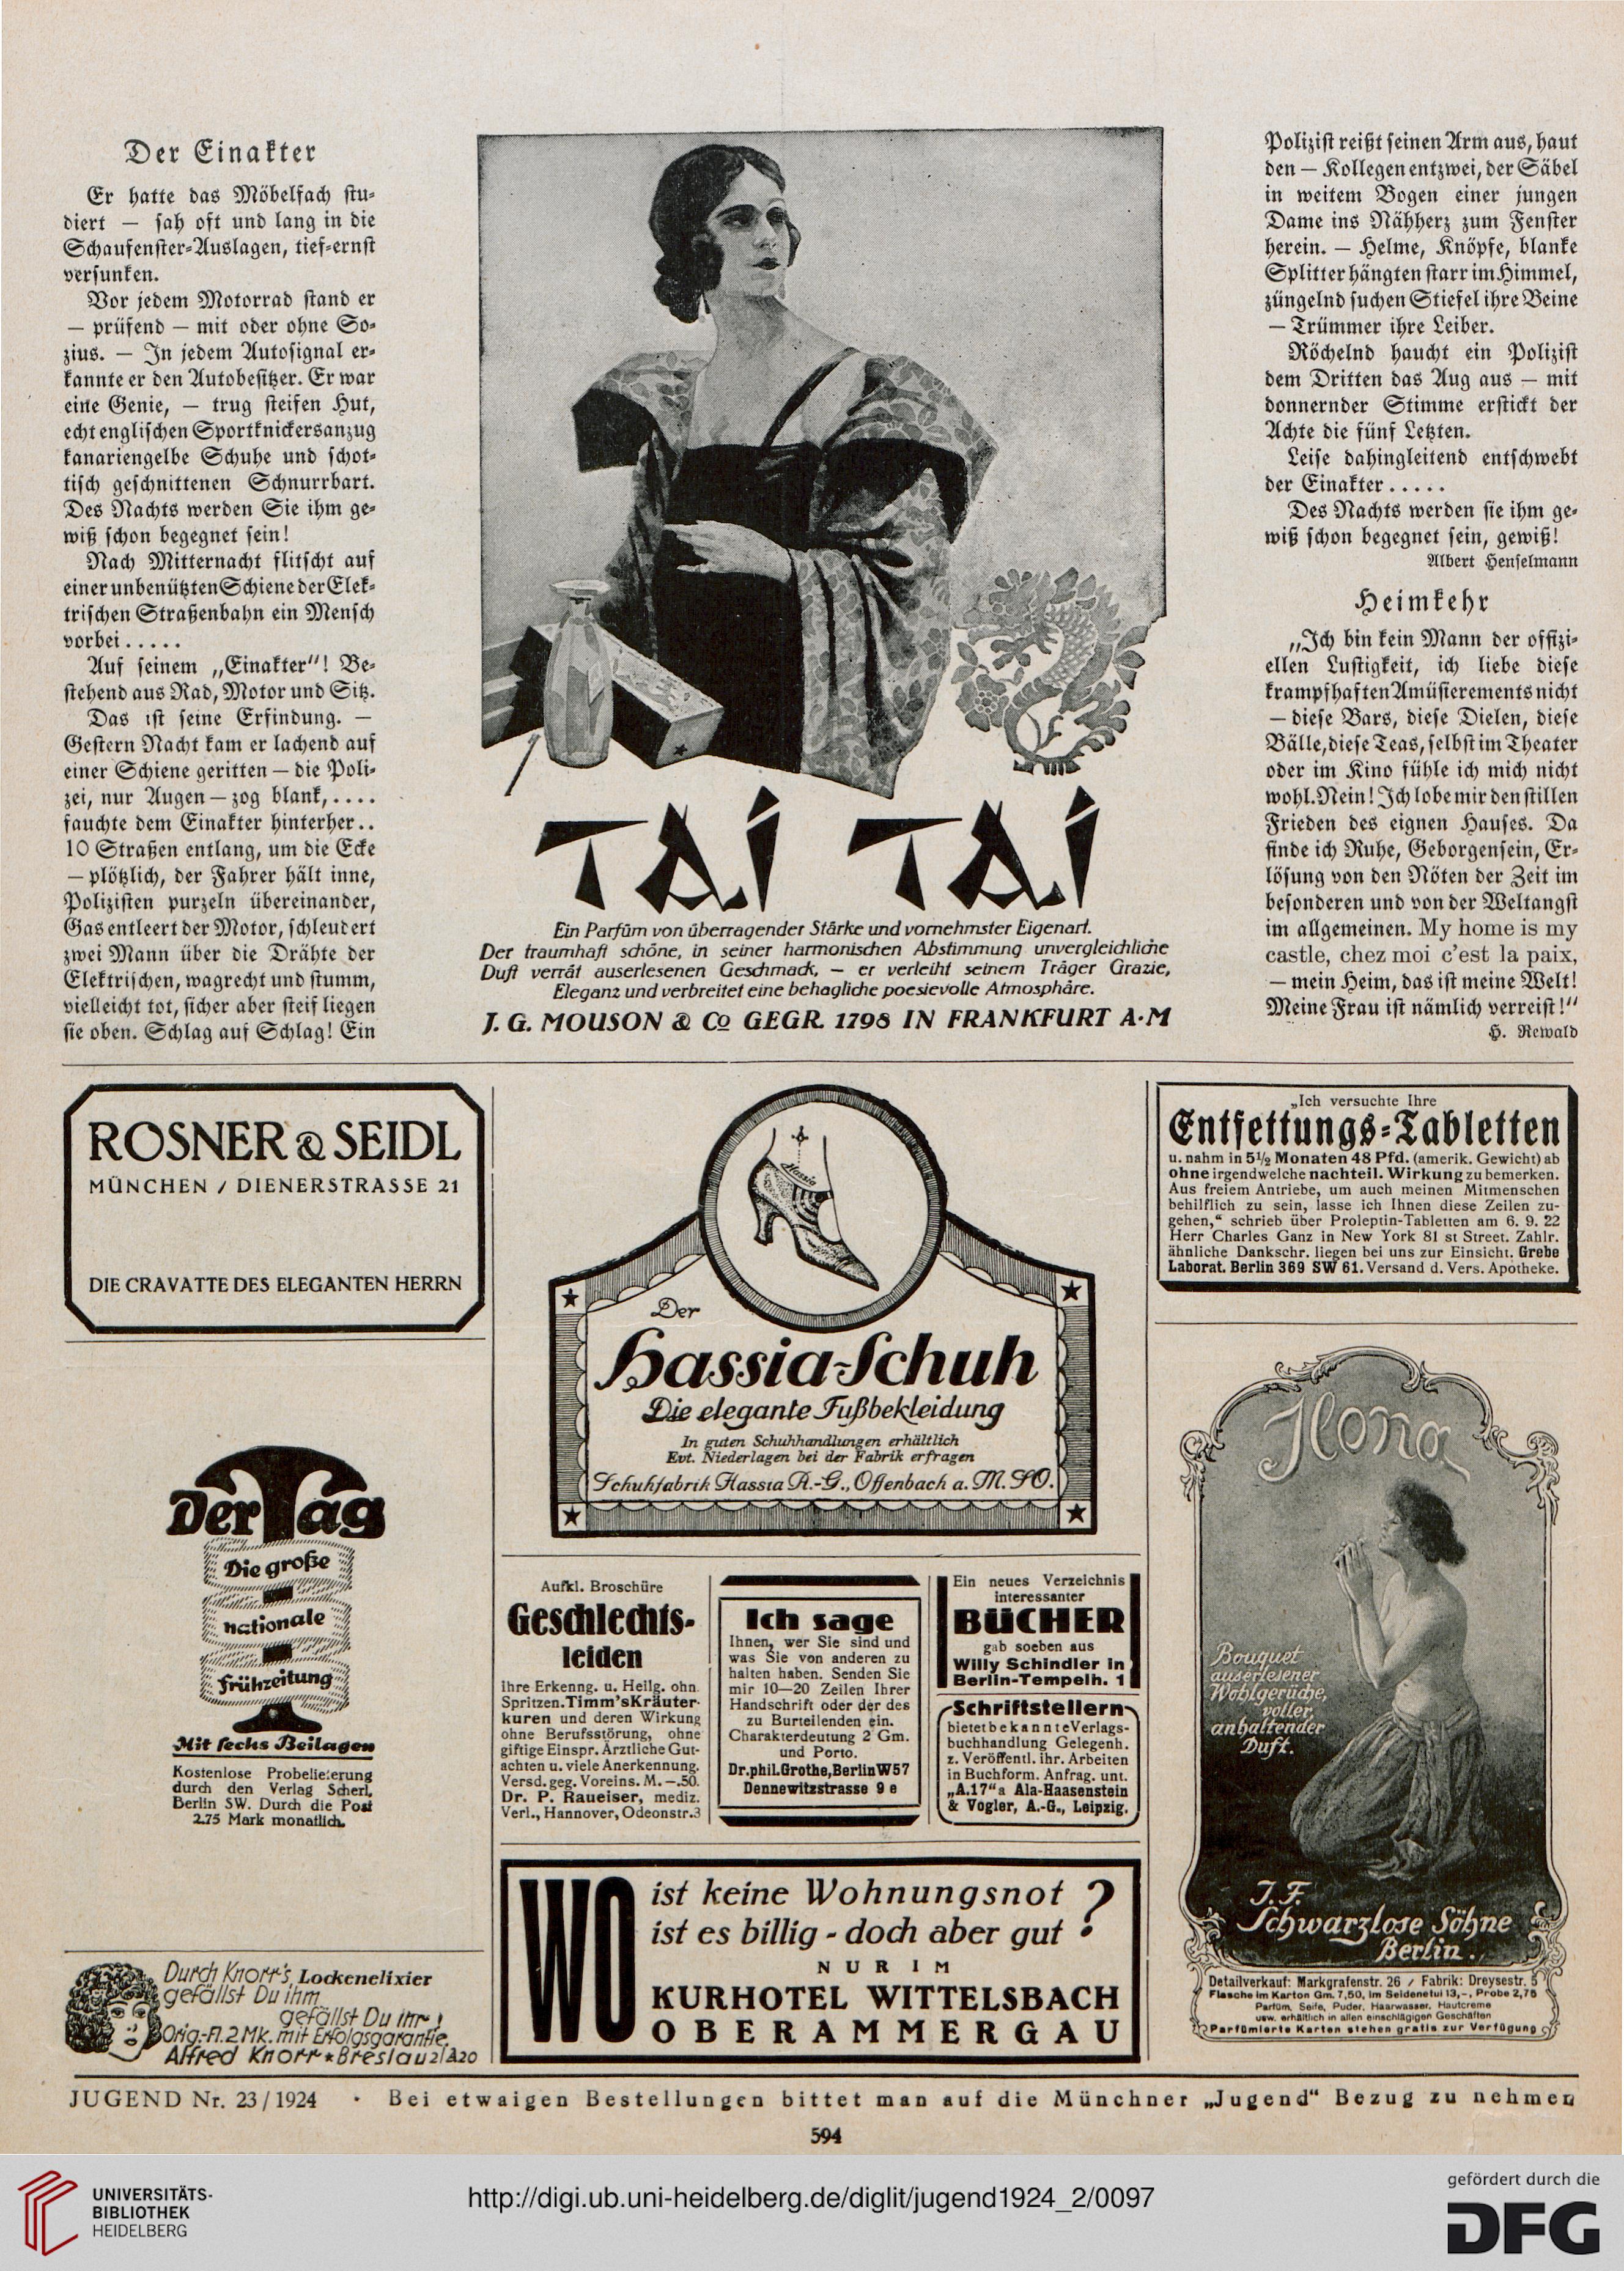 Der Einakter
Er hatte das Möbelfach stu-
diert — sah oft und lang in die
Schaufenster-Auslagen, tief-ernst
versunken.
Vor jedem Motorrad stand er
— prüfend — mit oder ohne So-
zius. — In jedem Autosignal er-
kannte er den Autobesitzer. Er war
eine Genie, — trug steifen Hut,
echt englischen Sportknickersanzug
kanariengelbe Schuhe und schot-
tisch geschnittenen Schnurrbart.
Des Nachts werden Sie ihm ge-
wiß schon begegnet sein!
Nach Mitternacht flitscht auf
einer unbenützten Schiene der Elek-
trischen Straßenbahn ein Mensch
vorbei.....
Auf seinem „Einakter"! Be-
stehend aus Rad, Motor und Sitz.
Das ist seine Erfindung. —
Gestern Nacht kam er lachend auf
einer Schiene geritten — die Poli-
zei, nur Augen — zog blank,....
fauchte dem Einakter hinterher..
10 Straßen entlang, um die Ecke
— plötzlich, der Fahrer hält inne,
Polizisten purzeln übereinander,
Gas entleert der Motor, schleudert
zwei Mann über die Drähte der
Elektrischen, wagrecht und stumm,
vielleicht tot, sicher aber steif liegen
sie oben. Schlag auf Schlag! Ein
TAI TAI
Ein Parfüm von überragender Stärke und vornehmster Eigenart.
Der traumhaft schöne, in seiner harmonischen Abstimmung unvergleichliche
Duft verrät auserlesenen Geschmack, — er verleiht seinem Träger Grazie,
Eleganz und verbreitet eine behagliche poesievolle Atmosphäre.
J. G. MOUSON & Co GEGR. 1798 IN FRANKFURT A·M
Polizist reißt seinen Arm aus, haut
den — Kollegen entzwei, der Säbel
in weitem Bogen einer jungen
Dame ins Nähherz zum Fenster
herein. — Helme, Knöpfe, blanke
Splitter hängten starr im Himmel,
züngelnd suchen Stiefel ihre Beine
— Trümmer ihre Leiber.
Röchelnd haucht ein Polizist
dem Dritten das Aug aus — mit
donnernder Stimme erstickt der
Achte die fünf Letzten.
Leise dahingleitend entschwebt
der Einakter.....
Des Nachts werden sie ihm ge-
wiß schon begegnet sein, gewiß!
Albert Henselmann
Heimkehr
„Ich bin kein Mann der offizi-
ellen Lustigkeit, ich liebe diese
krampfhaften Amüsierements nicht
— diese Bars, diese Dielen, diese
Bälle, diese Teas, selbst im Theater
oder im Kino fühle ich mich nicht
wohl. Nein! Ich lobe mir den stillen
Frieden des eignen Hauses. Da
finde ich Ruhe, Geborgensein, Er-
lösung von den Nöten der Zeit im
besonderen und von der Weltangst
im allgemeinen. My home is my
castle, chez moi c'est la paix,
— mein Heim, das ist meine Welt!
Meine Frau ist nämlich verreist!"
H. Rewald
ROSNER & SEIDL
MÜNCHEN / DIENERSTRASSE 21
DIE CRAVATTE DES ELEGANTEN HERRN
Der Tag
Die große
nationale
Frühzeitung
Mit sechs Beilagen
Kostenlose Probelieferung
durch den Verlag Scherl,
Berlin SW. Durch die Post
2.75 Mark monatlich.
Durch Knorr's Lockenelixier
gefällst Du ihm
gefällst Du ihr!
Orig.-Fl. 2 Mk. mit Erfolgsgarantie.
Alfred Knorr * Breslau 2/A20
Hassia
Der
Hassia-Schuh
Die elegante Fußbekleidung
In guten Schuhhandlungen erhältlich
Evt. Niederlagen bei der Fabrik erfragen
Schuhfabrik Hassia A.-G., Offenbach a. M. SO.
Aufkl. Broschüre
Geschlechts-
leiden
ihre Erkenng. u. Heilg. ohn.
Spritzen. Timm's Kräuter-
kuren und deren Wirkung
ohne Berufsstörung, ohne
giftige Einspr. Ärztliche Gut-
achten u. viele Anerkennung.
Versd. geg. Voreins. M. —.50.
Dr. P. Raueiser, mediz.
Verl., Hannover, Odeonstr.3
Ich sage
Ihnen, wer Sie sind und
was Sie von anderen zu
halten haben. Senden Sie
mir 10—20 Zeilen Ihrer
Handschrift oder der des
zu Burteilenden ein.
Charakterdeutung 2 Gm.
und Porto.
Dr.phil.Grothe, Berlin W57
Dennewitzstrasse 9 e
Ein neues Verzeichnis
interessanter
BÜCHER
gab soeben aus
Willy Schindler in
Berlin-Tempelh. 1
Schriftstellern
bietet bekannte Verlags-
buchhandlung Gelegenh.
z. Veröffentl. ihr. Arbeiten
in Buchform. Anfrag. unt.
„A.17" a Ala-Haasenstein
& Vogler, A.-G., Leipzig.
WO ist keine Wohnungsnot ?
ist es billig - doch aber gut
NUR IM
KURHOTEL WITTELSBACH
OBERAMMERGAU
„Ich versuchte Ihre
Entfettungs-Tabletten
u. nahm in 5½ Monaten 48 Pfd. (amerik. Gewicht) ab
ohne irgendwelche nachteil. Wirkung zu bemerken.
Aus freiem Antriebe, um auch meinen Mitmenschen
behilflich zu sein, lasse ich Ihnen diese Zeilen zu-
gehen," schrieb über Proleptin-Tabletten am 6. 9. 22
Herr Charles Ganz in New York 81 st Street. Zahlr.
ähnliche Dankschr. liegen bei uns zur Einsicht. Grebe
Laborat. Berlin 369 SW 61. Versand d. Vers. Apotheke.
Ilona
Bouquet
auserlesener
Wohlgerüche,
voller,
anhaltender
Duft.
J. F.
Schwarzlose Söhne
Berlin.
Detailverkauf: Markgrafenstr. 26 / Fabrik: Dreysestr. 5
Flasche im Karton Gm. 7,50, im Seidenetui 13,-, Probe 2,75
Parfüm, Seife, Puder, Haarwasser, Hautcreme
usw. erhältlich in allen einschlägigen Geschäften
Parfümierte Karten stehen gratis zur Verfügung
JUGEND Nr. 23 / 1924 · Bei etwaigen Bestellungen bittet man auf die Münchner „Jugend" Bezug zu nehmen
594
UNIVERSITÄTS-
BIBLIOTHEK
HEIDELBERG
http://digi.ub.uni-heidelberg.de/diglit/jugend1924_2/0097
gefördert durch die
DFG